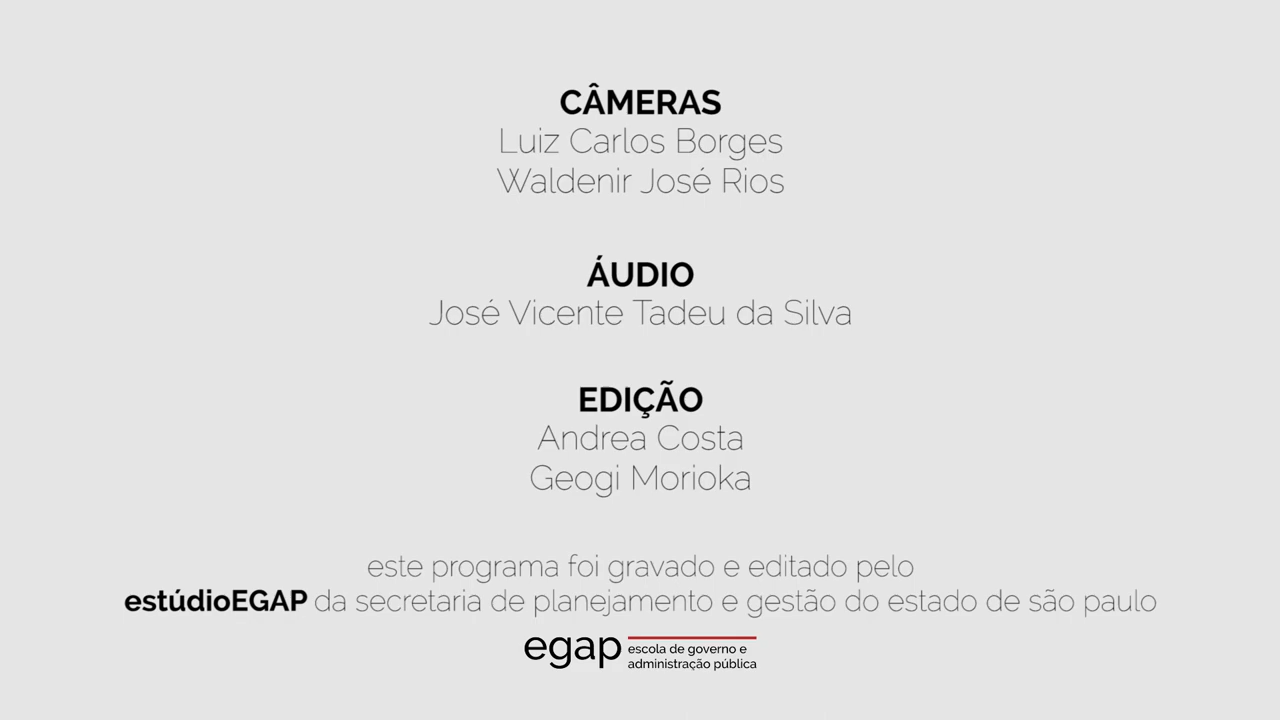 CÂMERAS
Luiz Carlos Borges
Waldenir José Rios
ÁUDIO
José Vicente Tadeu da Silva
EDIÇÃO
Andrea Costa
Geogi Morioka
este programa foi gravado e editado pelo
estúdioEGAP da secretaria de planejamento e gestão do estado de são paulo
egap escola de governo e
administração pública